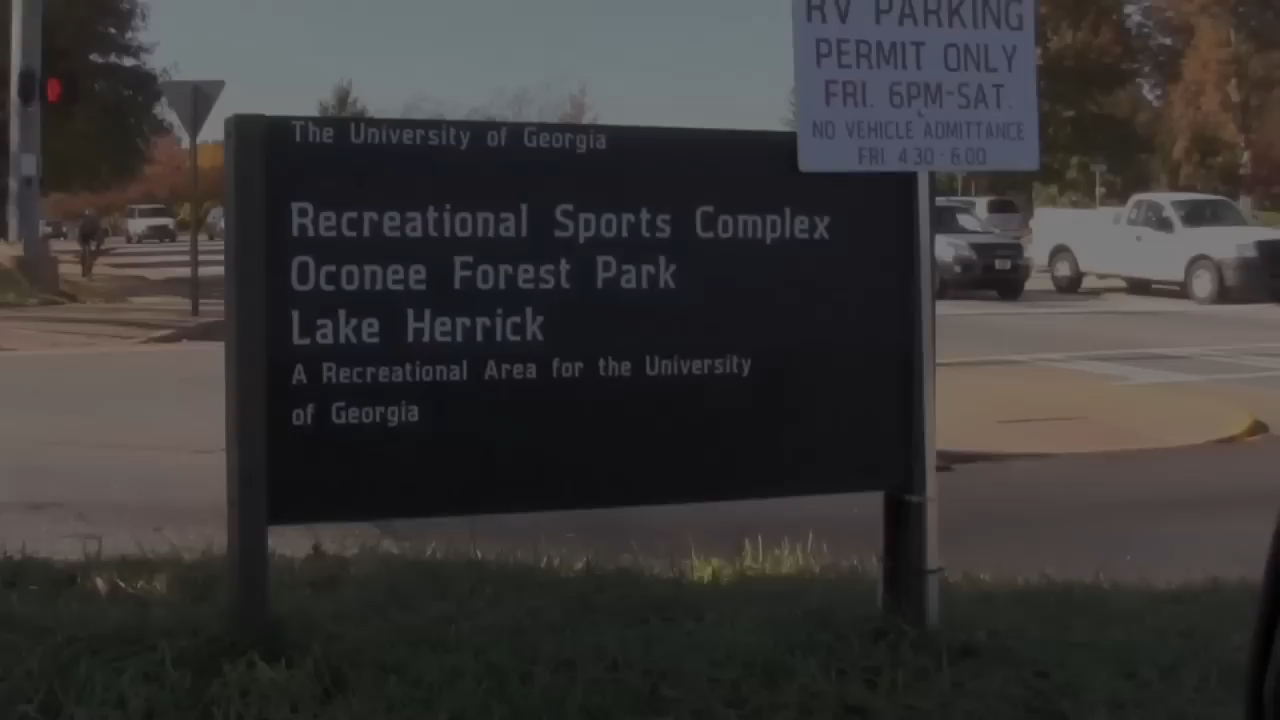 The University of Georgia
Recreational Sports Complex
Oconee Forest Park
Lake Herrick
A Recreational Area for the University
of Georgia
RV PARKING
PERMIT ONLY
FRI. 6PM-SAT.
NO VEHICLE ADMITTANCE
FRI. 4:30-6:00